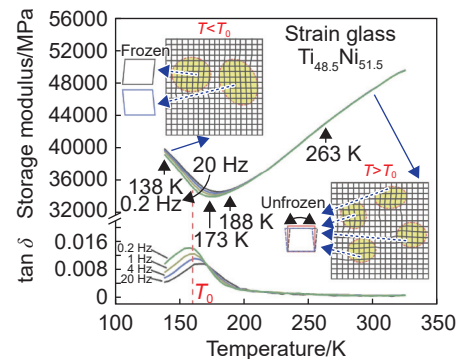 Storage modulus/MPa
tan δ
56000
52000
48000
44000
40000
36000
32000
0.016
0.008
0
Frozen
T<T0
Strain glass
Ti48.5Ni51.5
20 Hz
263 K
138 K
0.2 Hz
188 K
173 K
T>T0
Unfrozen
0.2 Hz
1 Hz
4 Hz
20 Hz
T0
100 150 200 250 300 350
Temperature/K